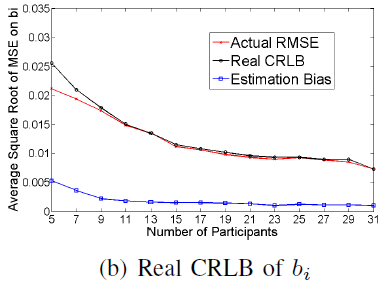 0.035
0.03
0.025
0.02
0.015
0.01
0.005
0
Average Square Root of MSE on bi
Actual RMSE
Real CRLB
Estimation Bias
5 7 9 11 13 15 17 19 21 23 25 27 29 31
Number of Participants
(b) Real CRLB of bᵢ